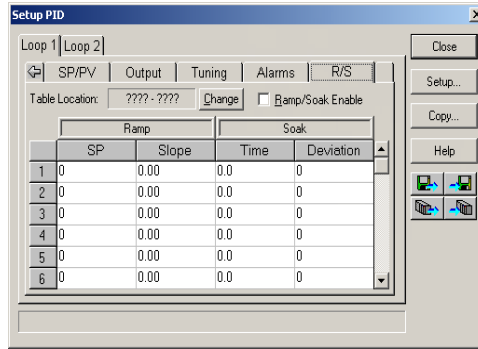 Setup PID
Loop 1 Loop 2
Close
SP/PV Output Tuning Alarms R/S
Setup...
Table Location: ???? - ???? Change Ramp/Soak Enable
Copy...
Ramp Soak
Help
SP Slope Time Deviation
1 0 0.00 0.0 0
2 0 0.00 0.0 0
3 0 0.00 0.0 0
4 0 0.00 0.0 0
5 0 0.00 0.0 0
6 0 0.00 0.0 0